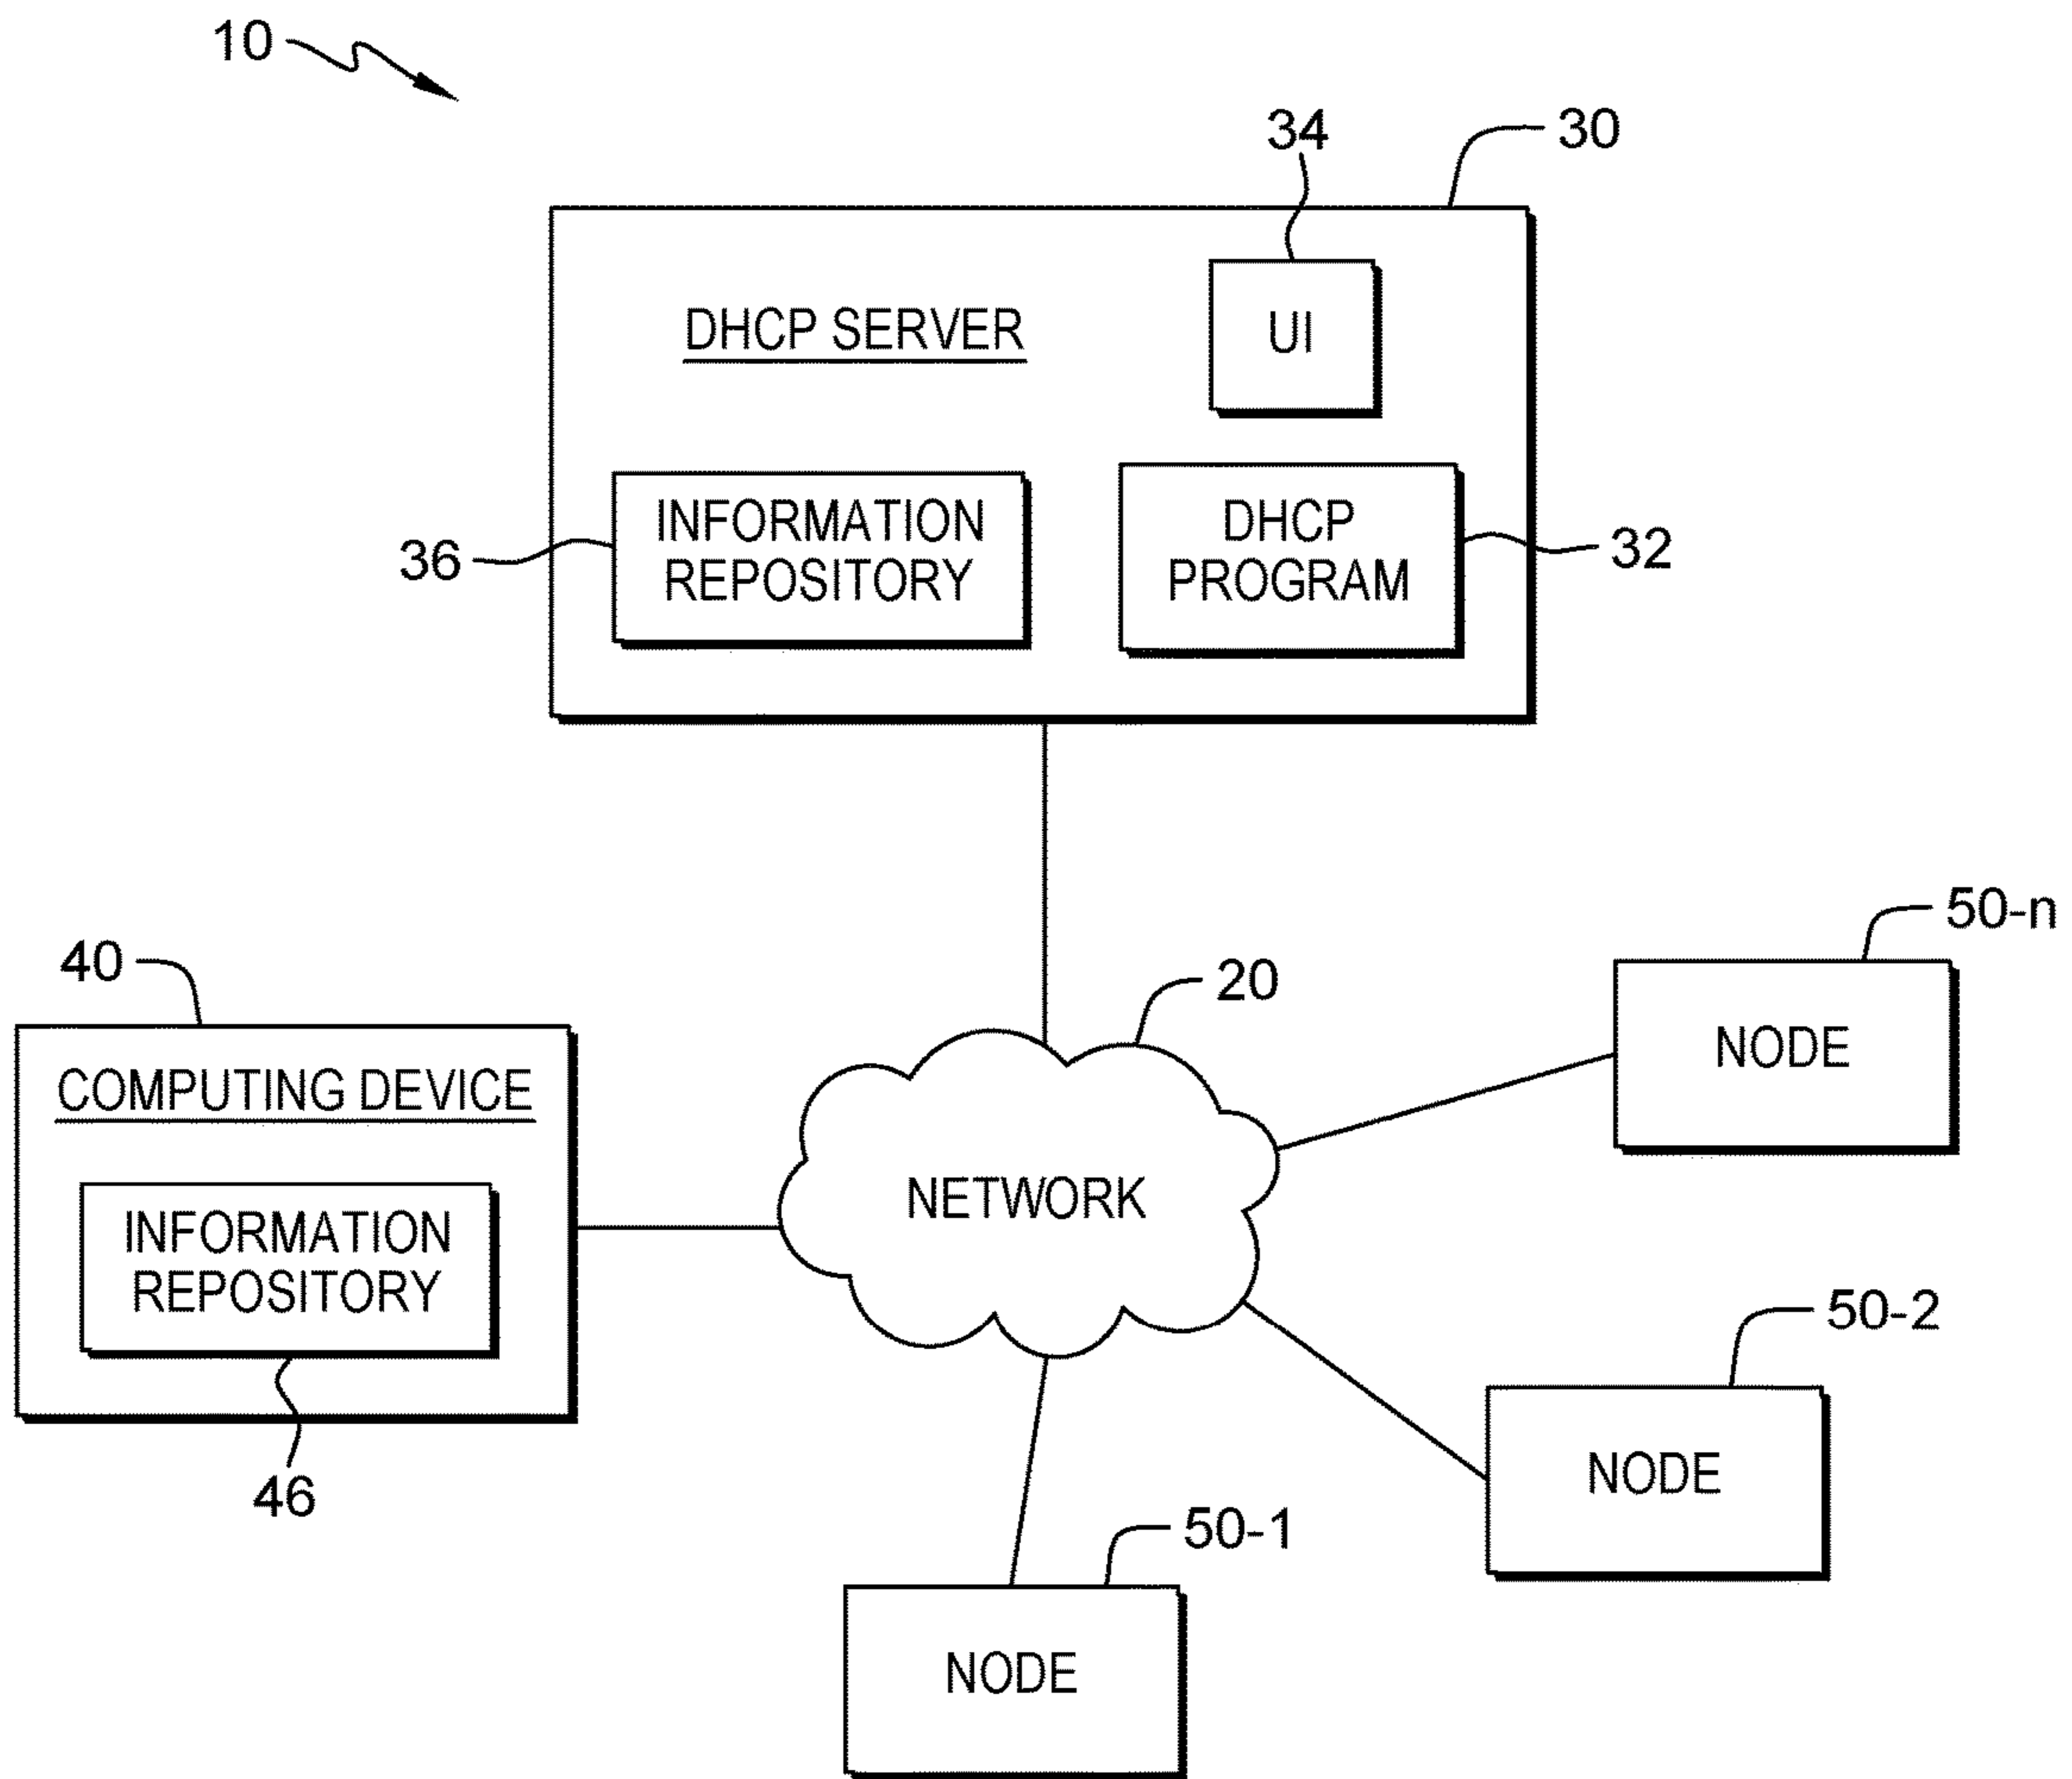 10
34
30
DHCP SERVER
UI
INFORMATION
REPOSITORY
36
DHCP
PROGRAM
32
50-n
40
20
NODE
COMPUTING DEVICE
NETWORK
INFORMATION
REPOSITORY
50-2
46
NODE
50-1
NODE